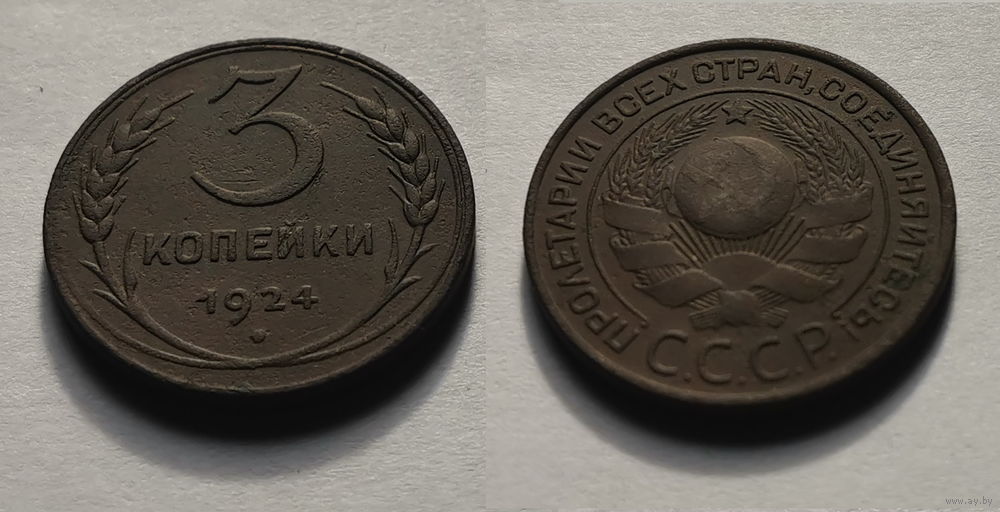 3
КОПЕЙКИ
1924
ПРОЛЕТАРИИ ВСЕХ СТРАН, СОЕДИНЯЙТЕСЬ!
С.С.С.Р.
www.ay.by